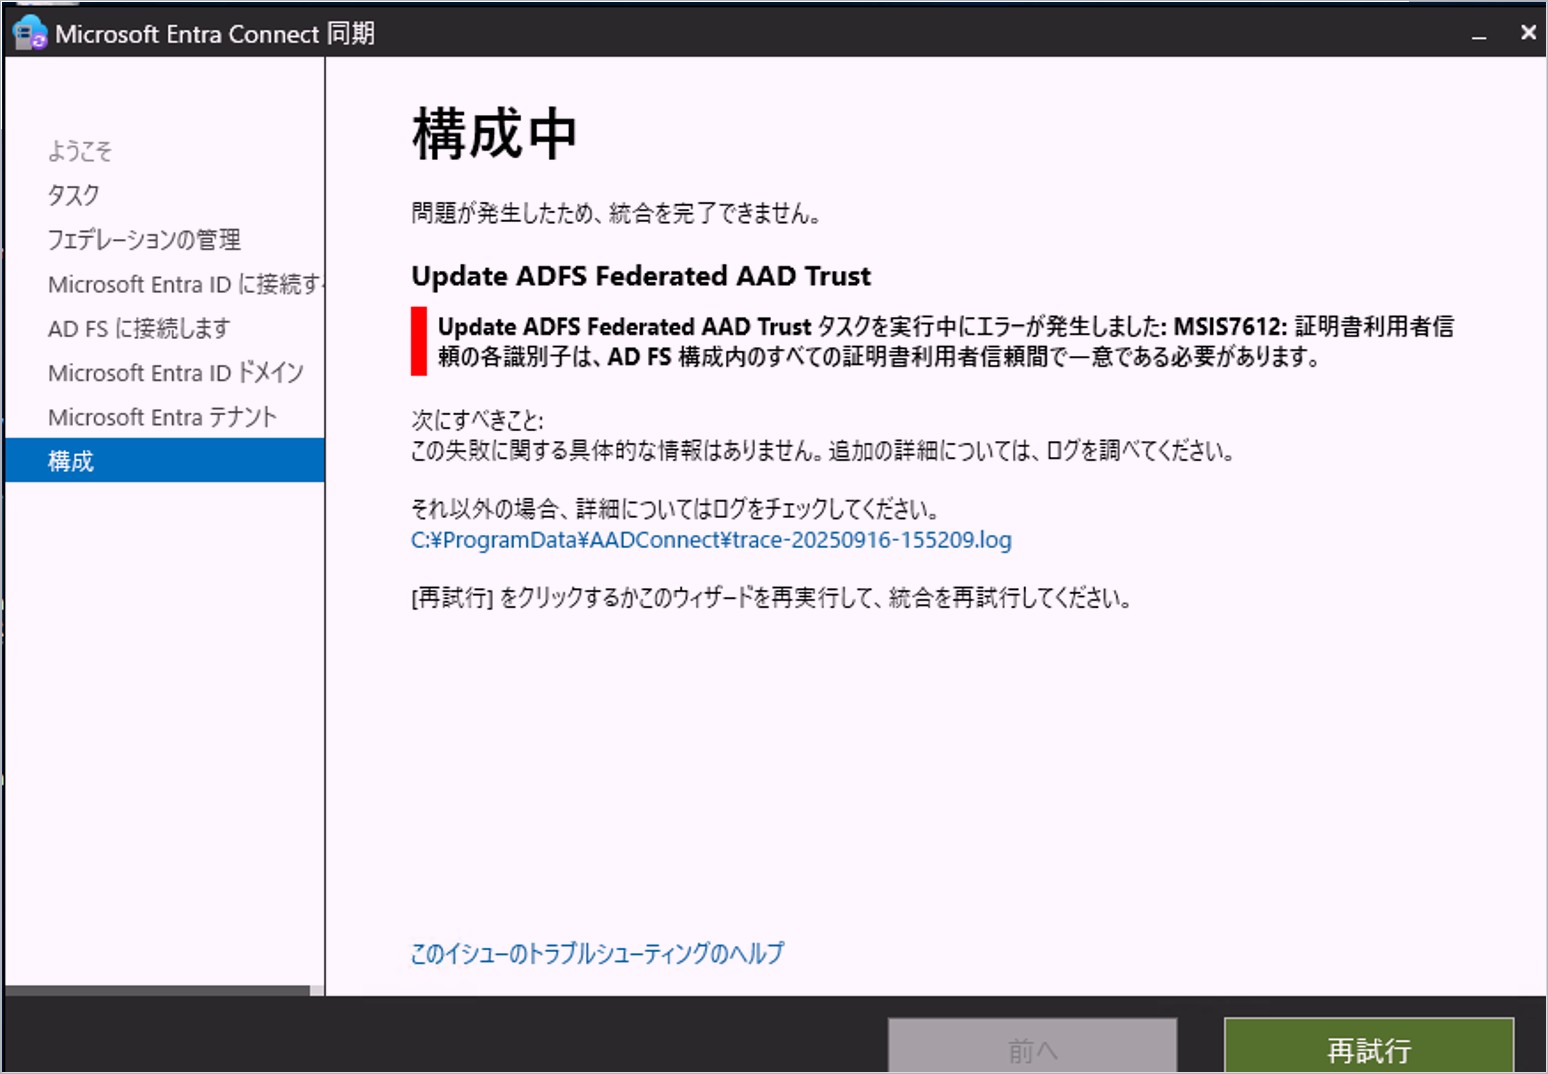 Microsoft Entra Connect 同期
ようこそ
タスク
フェデレーションの管理
Microsoft Entra ID に接続す
AD FS に接続します
Microsoft Entra ID ドメイン
Microsoft Entra テナント
構成
構成中
問題が発生したため、統合を完了できません。
Update ADFS Federated AAD Trust
Update ADFS Federated AAD Trust タスクを実行中にエラーが発生しました: MSIS7612: 証明書利用者信
頼の各識別子は、AD FS 構成内のすべての証明書利用者信頼間で一意である必要があります。
次にすべきこと:
この失敗に関する具体的な情報はありません。追加の詳細については、ログを調べてください。
それ以外の場合、詳細についてはログをチェックしてください。
C:¥ProgramData¥AADConnect¥trace-20250916-155209.log
[再試行] をクリックするかこのウィザードを再実行して、統合を再試行してください。
このイシューのトラブルシューティングのヘルプ
前へ
再試行